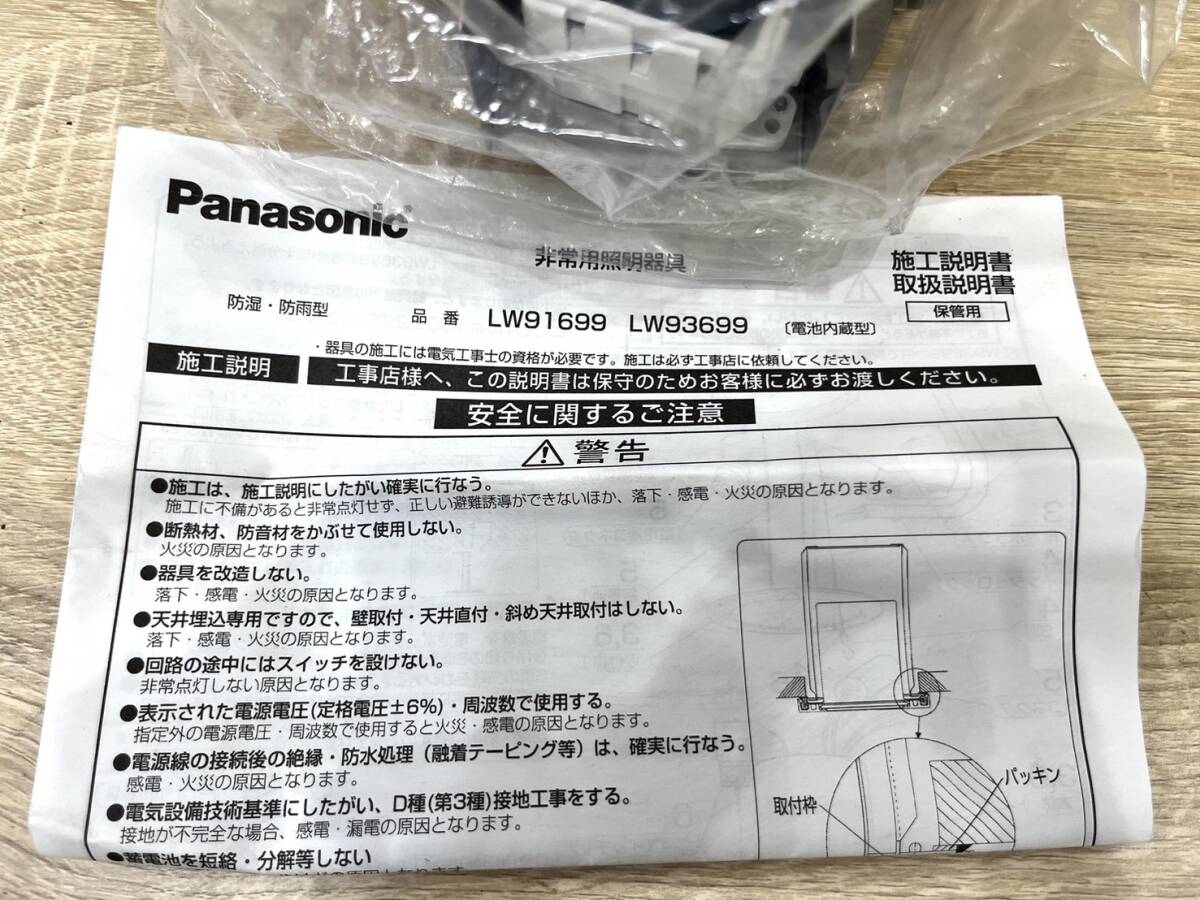 Panasonic
非常用照明器具
施工説明書
取扱説明書
保管用
防湿・防雨型
品番 LW91699 LW93699 〔電池内蔵型〕
・器具の施工には電気工事士の資格が必要です。施工は必ず工事店に依頼してください。
施工説明
工事店様へ、この説明書は保守のためお客様に必ずお渡しください。
安全に関するご注意
警告
●施工は、施工説明にしたがい確実に行なう。
施工に不備があると非常点灯せず、正しい避難誘導ができないほか、落下・感電・火災の原因となります。
●断熱材、防音材をかぶせて使用しない。
火災の原因となります。
●器具を改造しない。
落下・感電・火災の原因となります。
●天井埋込専用ですので、壁取付・天井直付・斜め天井取付はしない。
落下・感電・火災の原因となります。
●回路の途中にはスイッチを設けない。
非常点灯しない原因となります。
●表示された電源電圧(定格電圧±6%)・周波数で使用する。
指定外の電源電圧・周波数で使用すると火災・感電の原因となります。
●電源線の接続後の絶縁・防水処理（融着テーピング等）は、確実に行なう。
感電・火災の原因となります。
●電気設備技術基準にしたがい、D種(第3種)接地工事をする。
接地が不完全な場合、感電・漏電の原因となります。
●蓄電池を短絡・分解等しない
パッキン
取付枠